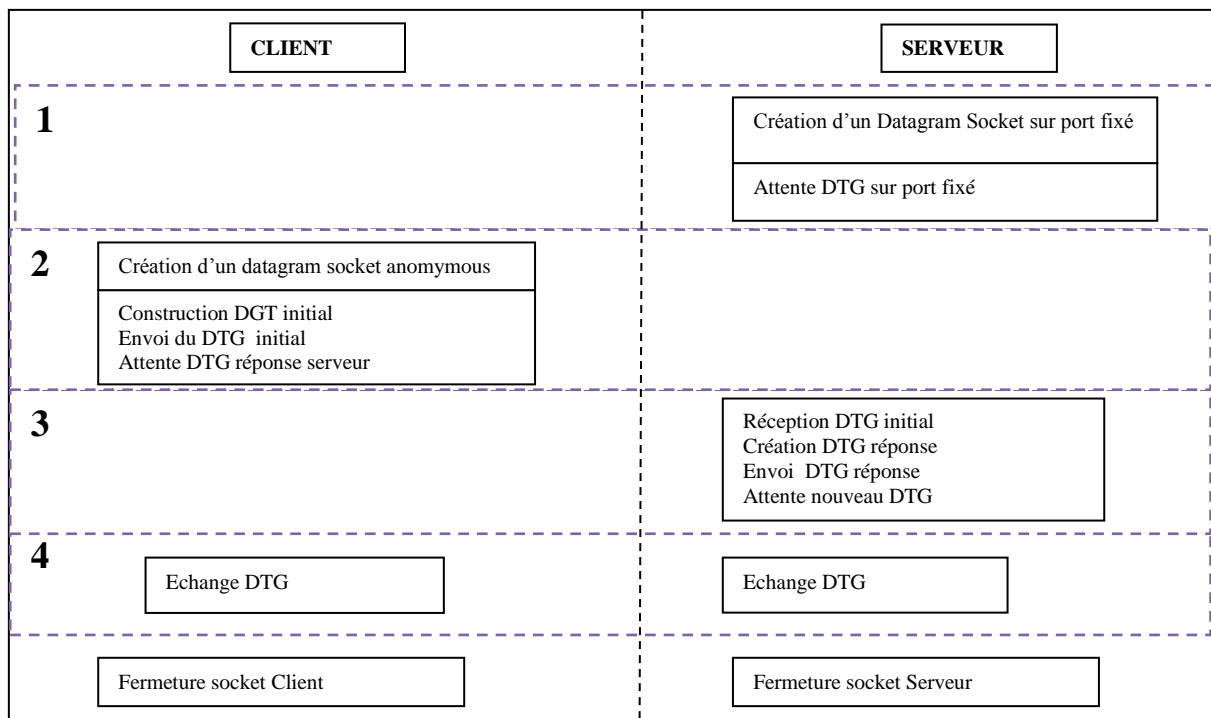 CLIENT
SERVEUR
1
Création d'un Datagram Socket sur port fixé
Attente DTG sur port fixé
2
Création d'un datagram socket anomymous
Construction DGT initial
Envoi du DTG initial
Attente DTG réponse serveur
3
Réception DTG initial
Création DTG réponse
Envoi DTG réponse
Attente nouveau DTG
4
Echange DTG
Echange DTG
Fermeture socket Client
Fermeture socket Serveur